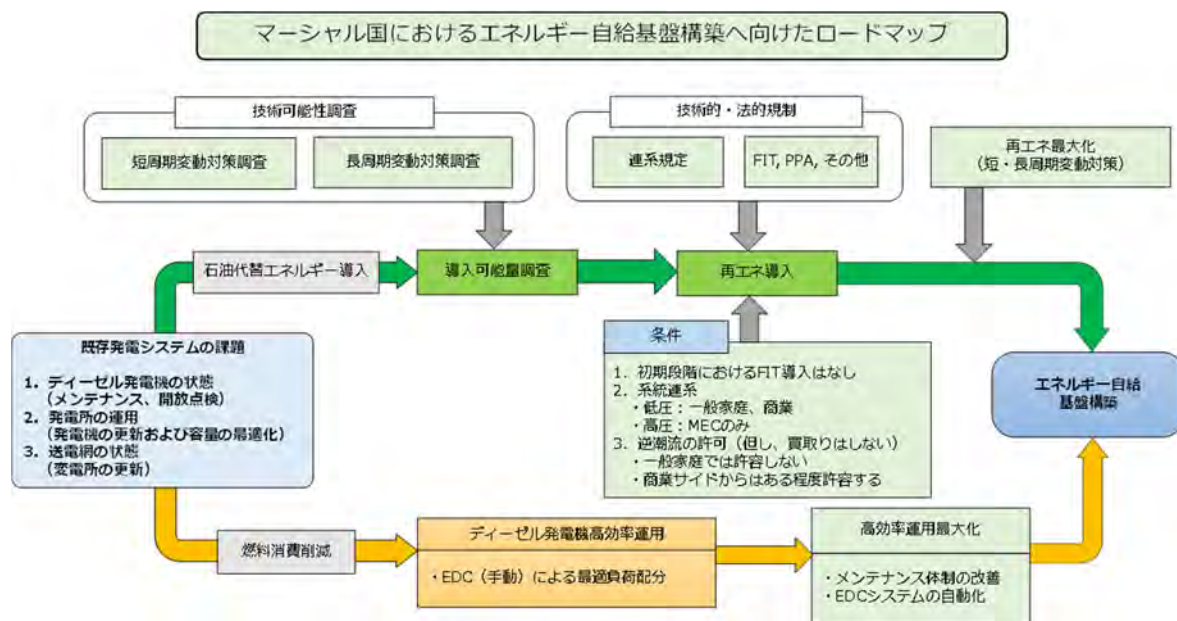 マーシャル国におけるエネルギー自給基盤構築へ向けたロードマップ
技術可能性調査
短周期変動対策調査
長周期変動対策調査
技術的・法的規制
連系規定
FIT, PPA, その他
再エネ最大化
(短・長周期変動対策)
石油代替エネルギー導入
導入可能量調査
再エネ導入
既存発電システムの課題
1. ディーゼル発電機の状態
(メンテナンス、開放点検)
2. 発電所の運用
(発電機の更新および容量の最適化)
3. 送電網の状態
(変電所の更新)
条件
1. 初期段階におけるFIT導入はなし
2. 系統連系
・低圧:一般家庭、商業
・高圧:MECのみ
3. 逆潮流の許可(但し、買取りはしない)
・一般家庭では許容しない
・商業サイドからはある程度許容する
エネルギー自給
基盤構築
燃料消費削減
ディーゼル発電機高効率運用
・EDC(手動)による最適負荷配分
高効率運用最大化
・メンテナンス体制の改善
・EDCシステムの自動化